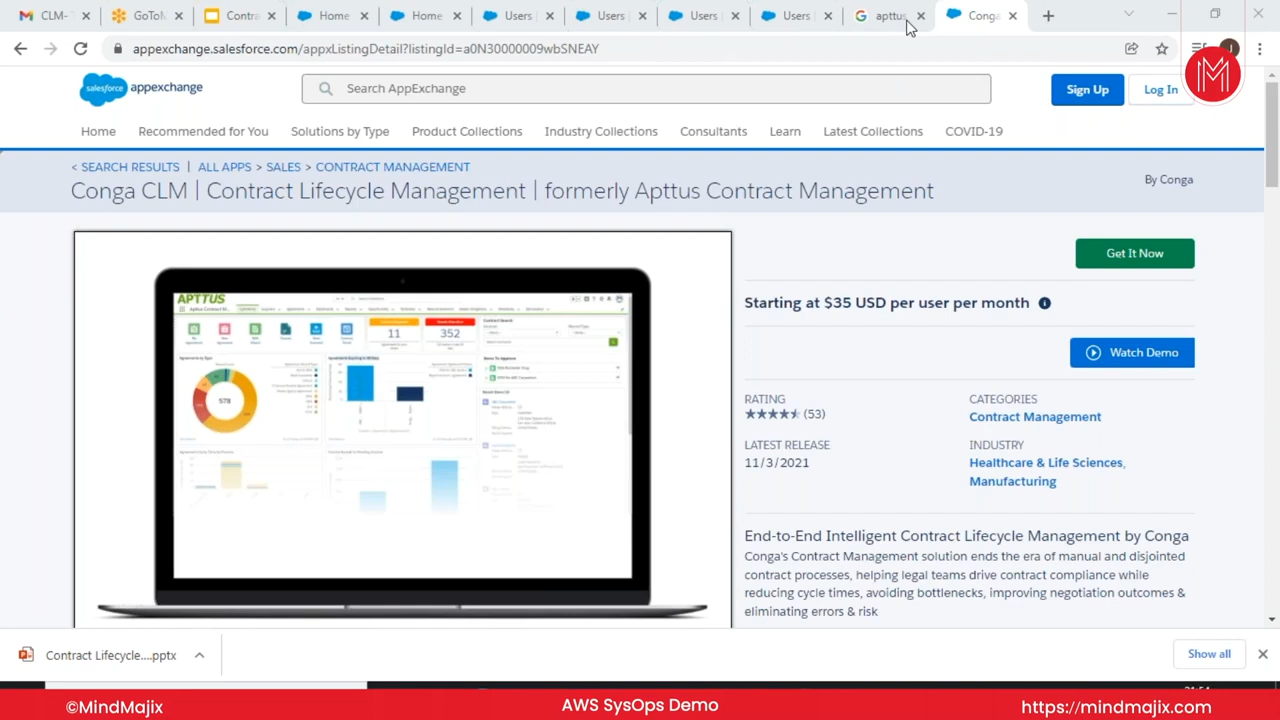 CLM-
GoToM
Contra
Home
Home
Users |
Users |
Users |
Users |
apttus
Conga
appexchange.salesforce.com/appxListingDetail?listingId=a0N30000009wbSNEAY
salesforce appexchange
Search AppExchange
Sign Up
Log In
M
Home
Recommended for You
Solutions by Type
Product Collections
Industry Collections
Consultants
Learn
Latest Collections
COVID-19
< SEARCH RESULTS | ALL APPS > SALES > CONTRACT MANAGEMENT
Conga CLM | Contract Lifecycle Management | formerly Apttus Contract Management
By Conga
Get It Now
APTTUS
11
352
578
Starting at $35 USD per user per month
Watch Demo
RATING
(53)
CATEGORIES
Contract Management
LATEST RELEASE
11/3/2021
INDUSTRY
Healthcare & Life Sciences,
Manufacturing
End-to-End Intelligent Contract Lifecycle Management by Conga
Conga's Contract Management solution ends the era of manual and disjointed
contract processes, helping legal teams drive contract compliance while
reducing cycle times, avoiding bottlenecks, improving negotiation outcomes &
eliminating errors & risk
Contract Lifecycle....pptx
Show all
©MindMajix
AWS SysOps Demo
https://mindmajix.com